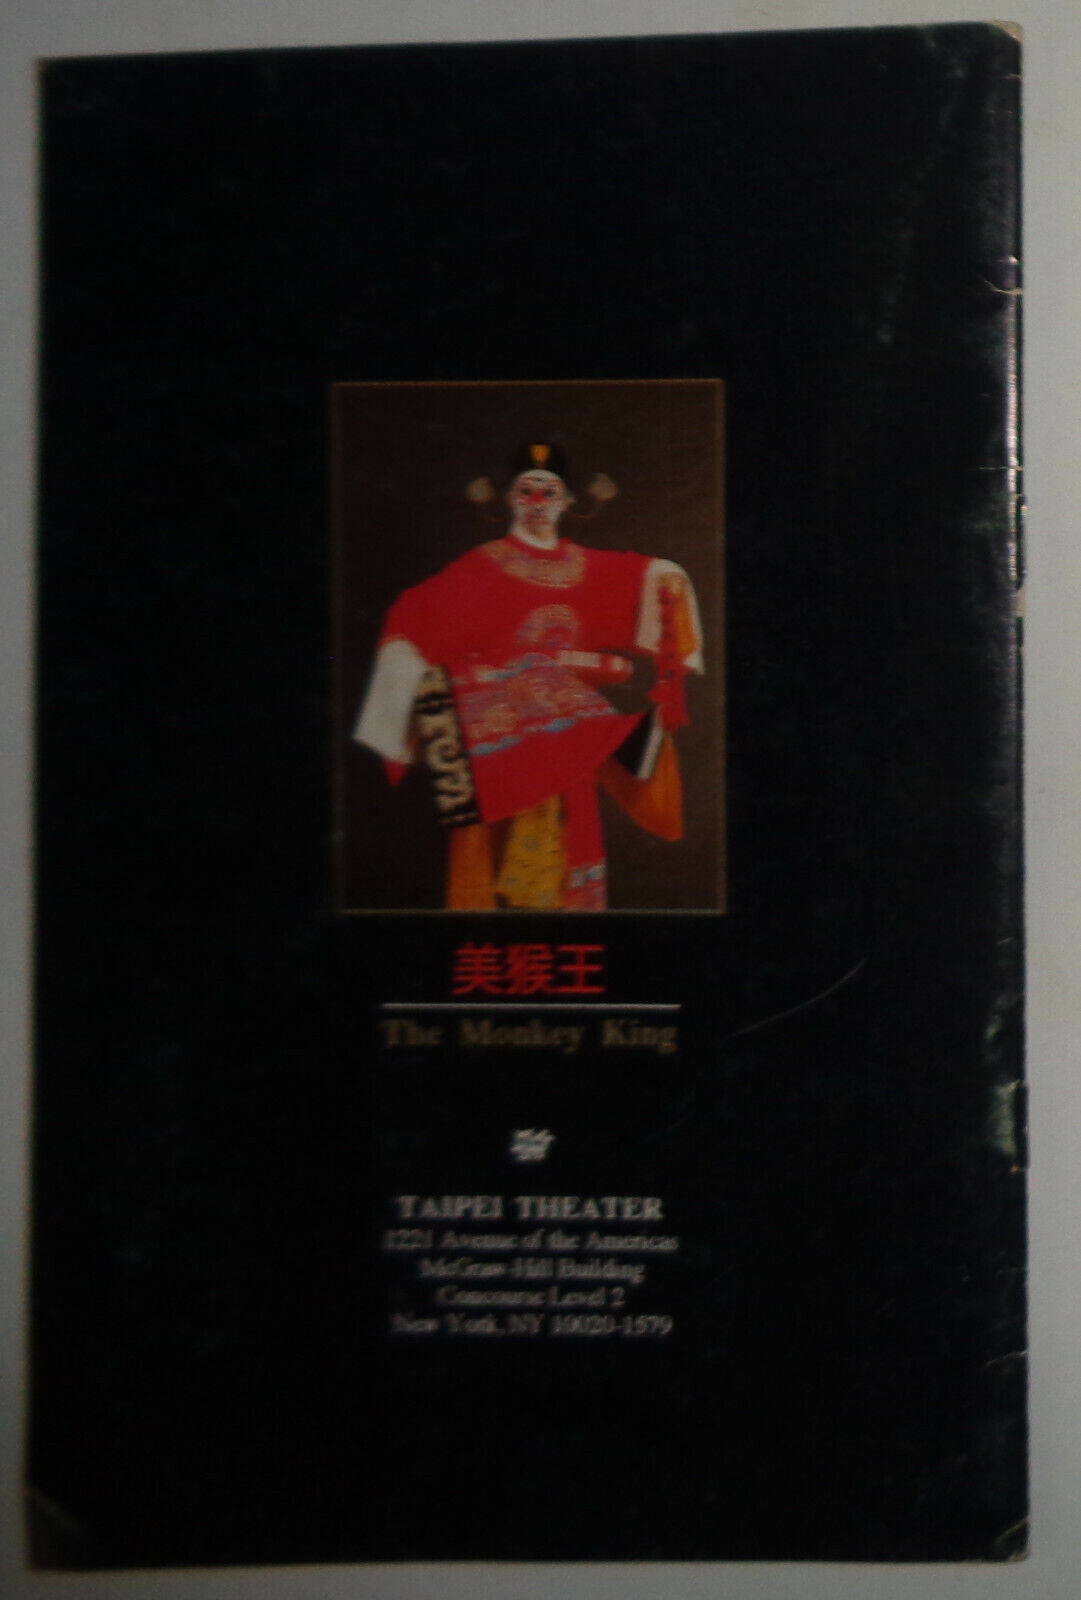 美猴王
The Monkey King
TAIPEI THEATER
1221 Avenue of the Americas
McGraw-Hill Building
Concourse Level 2
New York, NY 10020-1579